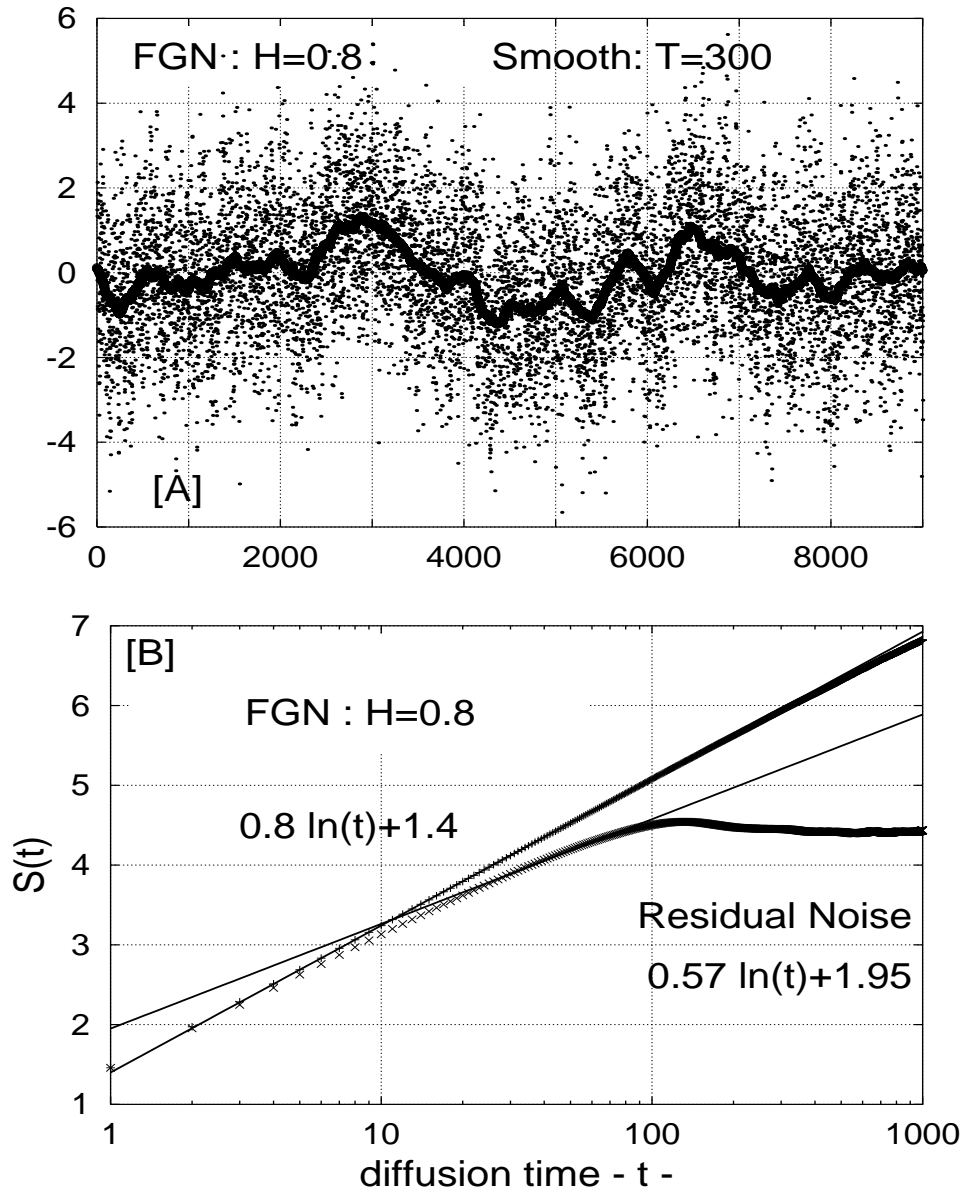 6
FGN : H=0.8 Smooth: T=300
4
2
0
-2
-4
[A]
-6
0 2000 4000 6000 8000
7
[B]
6
FGN : H=0.8
5
0.8 ln(t)+1.4
4
S(t)
Residual Noise
3
0.57 ln(t)+1.95
2
1
1 10 100 1000
diffusion time - t -